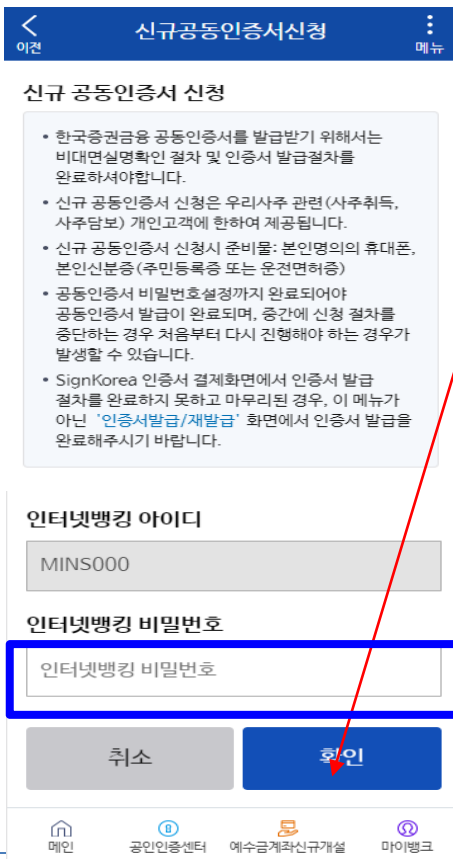 신규공동인증서신청
이전
메뉴
신규 공동인증서 신청
• 한국증권금융 공동인증서를 발급받기 위해서는
비대면실명확인 절차 및 인증서 발급절차를
완료하셔야합니다.
• 신규 공동인증서 신청은 우리사주 관련(사주취득,
사주담보) 개인고객에 한하여 제공됩니다.
• 신규 공동인증서 신청시 준비물: 본인명의의 휴대폰,
본인신분증(주민등록증 또는 운전면허증)
• 공동인증서 비밀번호설정까지 완료되어야
공동인증서 발급이 완료되며, 중간에 신청 절차를
중단하는 경우 처음부터 다시 진행해야 하는 경우가
발생할 수 있습니다.
• SignKorea 인증서 결제화면에서 인증서 발급
절차를 완료하지 못하고 마무리된 경우, 이 메뉴가
아닌 '인증서발급/재발급' 화면에서 인증서 발급을
완료해주시기 바랍니다.
인터넷뱅킹 아이디
MINS000
인터넷뱅킹 비밀번호
인터넷뱅킹 비밀번호
취소 확인
메인 공인인증센터 예수금계좌신규개설 마이뱅크